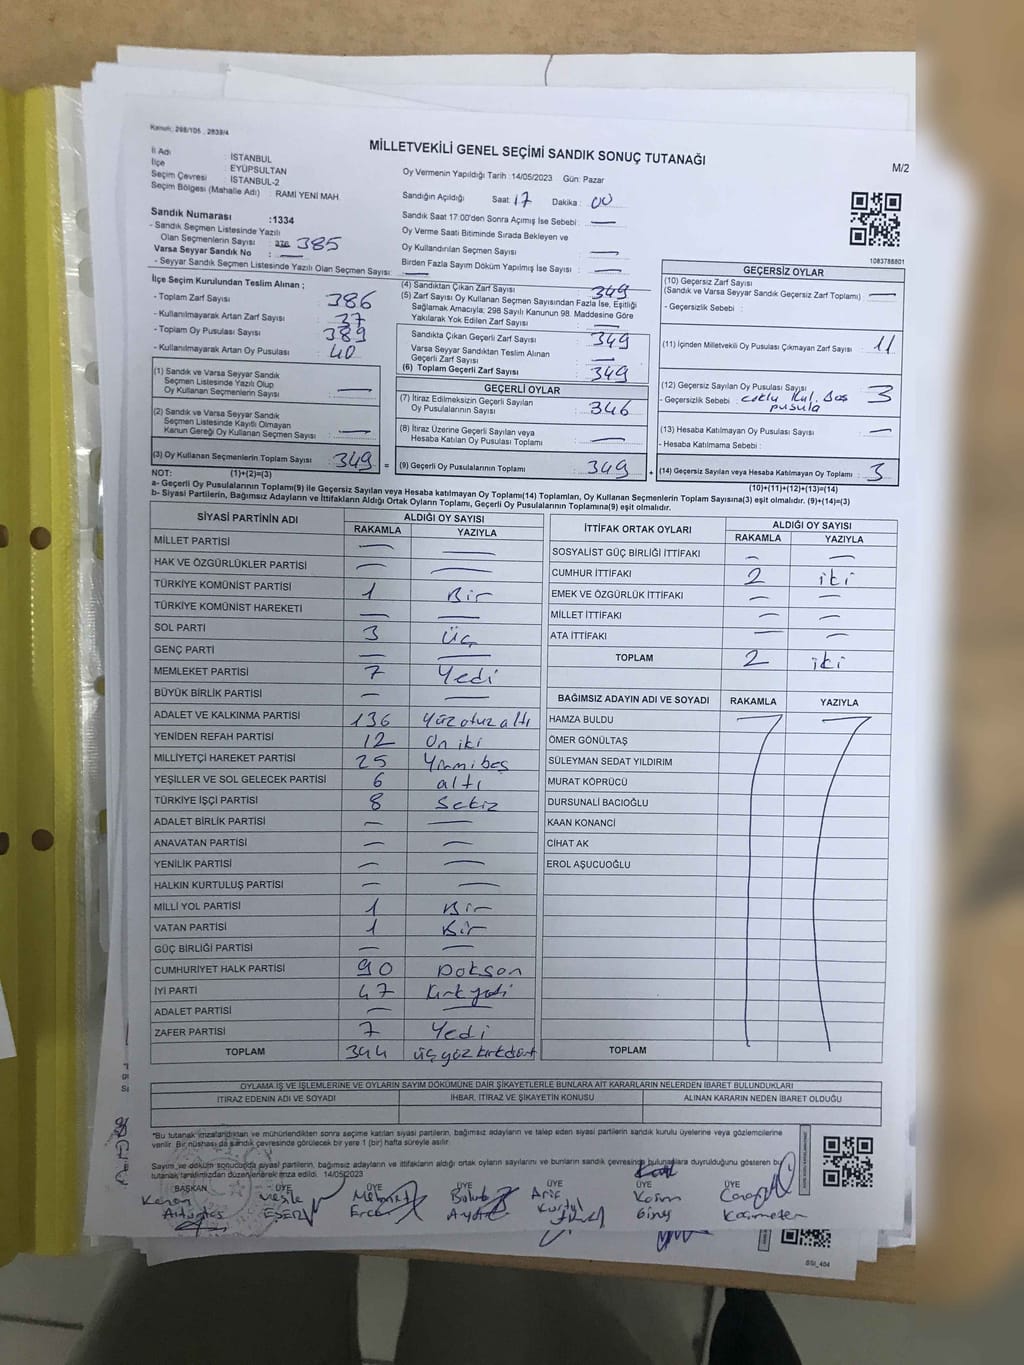 Kanun: 298/105 , 2839/4
MİLLETVEKİLİ GENEL SEÇİMİ SANDIK SONUÇ TUTANAĞI
M/2
İl Adı : İSTANBUL
İlçe : EYÜPSULTAN
Seçim Çevresi : İSTANBUL-2
Seçim Bölgesi (Mahalle Adı) : RAMİ YENİ MAH.
Oy Vermenin Yapıldığı Tarih : 14/05/2023 Gün: Pazar
Sandığın Açıldığı Saat: 17 Dakika : 00
Sandık Saat 17:00'den Sonra Açımış İse Sebebi : —
Oy Verme Saati Bitiminde Sırada Bekleyen ve
Oy Kullandırılan Seçmen Sayısı : —
Birden Fazla Sayım Döküm Yapılmış İse Sayısı : —
Sandık Numarası :1334
- Sandık Seçmen Listesinde Yazılı
Olan Seçmenlerin Sayısı : 376 385
Varsa Seyyar Sandık No : —
- Seyyar Sandık Seçmen Listesinde Yazılı Olan Seçmen Sayısı : —
1083788801
İlçe Seçim Kurulundan Teslim Alınan ;
- Toplam Zarf Sayısı : 386
- Kullanılmayarak Artan Zarf Sayısı : 37
- Toplam Oy Pusulası Sayısı : 389
- Kullanılmayarak Artan Oy Pusulası : 40
(1) Sandık ve Varsa Seyyar Sandık
Seçmen Listesinde Yazılı Olup
Oy Kullanan Seçmenlerin Sayısı : —
(2) Sandık ve Varsa Seyyar Sandık
Seçmen Listesinde Kayıtlı Olmayan
Kanun Gereği Oy Kullanan Seçmen Sayısı : —
(3) Oy Kullanan Seçmenlerin Toplam Sayısı : 349
(1)+(2)=(3)
(4) Sandıktan Çıkan Zarf Sayısı : 349
(5) Zarf Sayısı Oy Kullanan Seçmen Sayısından Fazla İse, Eşitliği
Sağlamak Amacıyla; 298 Sayılı Kanunun 98. Maddesine Göre
Yakılarak Yok Edilen Zarf Sayısı : —
Sandıkta Çıkan Geçerli Zarf Sayısı : 349
Varsa Seyyar Sandıktan Teslim Alınan
Geçerli Zarf Sayısı : —
(6) Toplam Geçerli Zarf Sayısı : 349
GEÇERLİ OYLAR
(7) İtiraz Edilmeksizin Geçerli Sayılan
Oy Pusulalarının Sayısı : 346
(8) İtiraz Üzerine Geçerli Sayılan veya
Hesaba Katılan Oy Pusulası Toplamı : —
= (9) Geçerli Oy Pusulalarının Toplamı : 349 +
GEÇERSİZ OYLAR
(10) Geçersiz Zarf Sayısı
(Sandık ve Varsa Seyyar Sandık Geçersiz Zarf Toplamı) : —
- Geçersizlik Sebebi :
(11) İçinden Milletvekili Oy Pusulası Çıkmayan Zarf Sayısı : 11
(12) Geçersiz Sayılan Oy Pusulası Sayısı : 3
- Geçersizlik Sebebi : çoklu kul. boş
pusula
(13) Hesaba Katılmayan Oy Pusulası Sayısı : —
- Hesaba Katılmama Sebebi :
(14) Geçersiz Sayılan veya Hesaba Katılmayan Oy Toplamı : 3
(10)+(11)+(12)+(13)=(14)
NOT:
a- Geçerli Oy Pusulaları Toplamı(9) ile Geçersiz Sayılan veya Hesaba katılmayan Oy Toplamı(14) Toplamları, Oy Kullanan Seçmenlerin Toplam Sayısına(3) eşit olmalıdır. (9)+(14)=(3)
b- Siyasi Partilerin, Bağımsız Adayların ve İttifakların Aldığı Ortak Oyların Toplamı, Geçerli Oy Pusulalarının Toplamına(9) eşit olmalıdır.
SİYASİ PARTİNİN ADI ALDIĞI OY SAYISI
RAKAMLA YAZIYLA
MİLLET PARTİSİ — —
HAK VE ÖZGÜRLÜKLER PARTİSİ — —
TÜRKİYE KOMÜNİST PARTİSİ 1 Bir
TÜRKİYE KOMÜNİST HAREKETİ — —
SOL PARTİ 3 Üç
GENÇ PARTİ — —
MEMLEKET PARTİSİ 7 Yedi
BÜYÜK BİRLİK PARTİSİ — —
ADALET VE KALKINMA PARTİSİ 136 Yüz otuz altı
YENİDEN REFAH PARTİSİ 12 On iki
MİLLİYETÇİ HAREKET PARTİSİ 25 Yirmi beş
YEŞİLLER VE SOL GELECEK PARTİSİ 6 altı
TÜRKİYE İŞÇİ PARTİSİ 8 Sekiz
ADALET BİRLİK PARTİSİ — —
ANAVATAN PARTİSİ — —
YENİLİK PARTİSİ — —
HALKIN KURTULUŞ PARTİSİ — —
MİLLİ YOL PARTİSİ 1 Bir
VATAN PARTİSİ 1 Bir
GÜÇ BİRLİĞİ PARTİSİ — —
CUMHURİYET HALK PARTİSİ 90 Doksan
İYİ PARTİ 47 Kırk yedi
ADALET PARTİSİ — —
ZAFER PARTİSİ 7 Yedi
TOPLAM 344 üç yüz kırk dört
İTTİFAK ORTAK OYLARI ALDIĞI OY SAYISI
RAKAMLA YAZIYLA
SOSYALİST GÜÇ BİRLİĞİ İTTİFAKI — —
CUMHUR İTTİFAKI 2 iki
EMEK VE ÖZGÜRLÜK İTTİFAKI — —
MİLLET İTTİFAKI — —
ATA İTTİFAKI — —
TOPLAM 2 iki
BAĞIMSIZ ADAYIN ADI VE SOYADI RAKAMLA YAZIYLA
HAMZA BULDU
ÖMER GÖNÜLTAŞ
SÜLEYMAN SEDAT YILDIRIM
MURAT KÖPRÜCÜ
DURSUNALİ BACIOĞLU
KAAN KONANCİ
CİHAT AK
EROL AŞUCUOĞLU
TOPLAM
OYLAMA İŞ VE İŞLEMLERİNE VE OYLARIN SAYIM DÖKÜMÜNE DAİR ŞİKAYETLERLE BUNLARA AİT KARARLARIN NELERDEN İBARET BULUNDUKLARI
İTİRAZ EDENİN ADI VE SOYADI İHBAR, İTİRAZ VE ŞİKAYETİN KONUSU ALINAN KARARIN NEDEN İBARET OLDUĞU
*Bu tutanak imzalandıktan ve mühürlendikten sonra seçime katılan siyasi partilerin, bağımsız adayların ve talep eden siyasi partilerin sandık kurulu üyelerine veya gözlemcilerine
verilir. Bir nüshası da sandık çevresinde görülecek bir yere 1 (bir) hafta süreyle asılır.
Sayım ve döküm sonucunda siyasi partilerin, bağımsız adayların ve ittifakların aldığı ortak oyların sayılarını ve bunların sandık çevresinde bulunanlara duyrulduğunu gösteren bu
tutanak tarafımızdan düzenlenerek imza edildi. 14/05/2023
BAŞKAN ÜYE ÜYE ÜYE ÜYE ÜYE ÜYE
Kenan Vesile Mehmet Arif
ESER Ercan Güneş
SSI_404